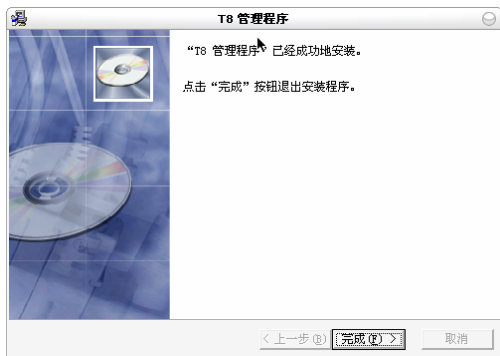 T8 管理程序
“T8 管理程序” 已经成功地安装。
点击“完成”按钮退出安装程序。
< 上一步(B) 完成(F) > 取消